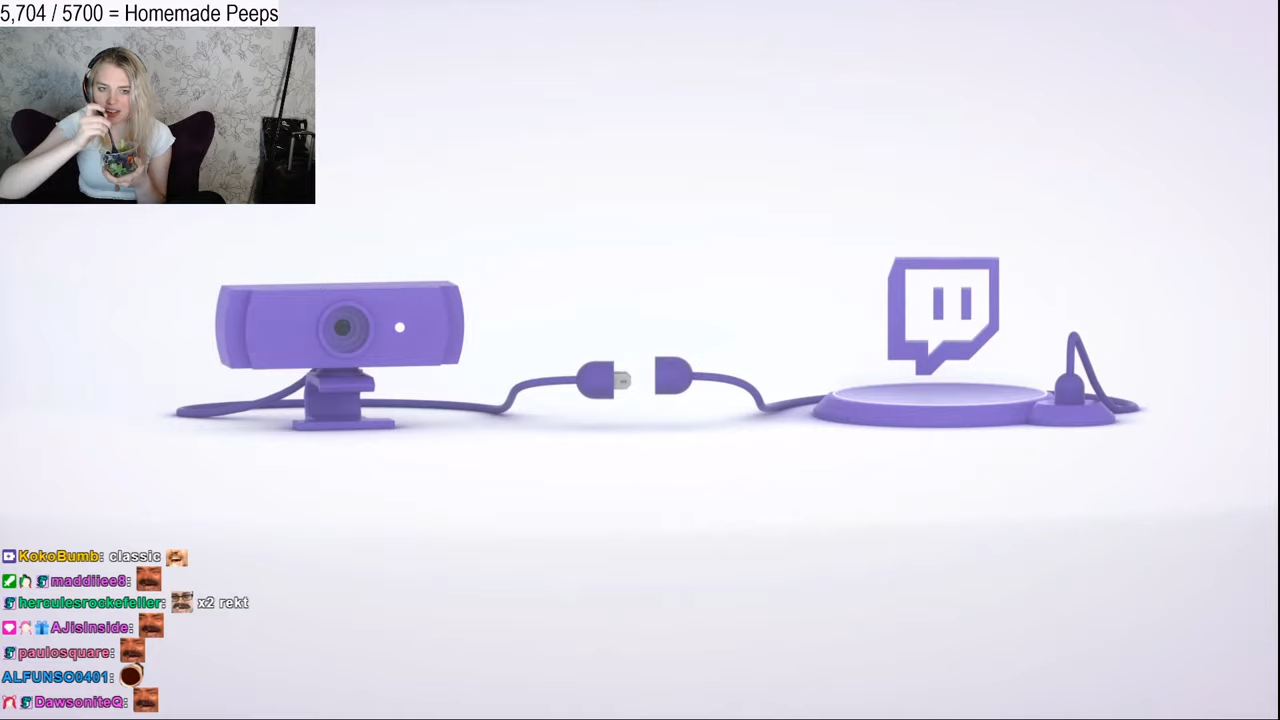 5,704 / 5700 = Homemade Peeps
KokoBumb: classic
maddiiee8:
herculesrockefeller: x2 rekt
AJisInside:
paulosquare:
ALFUNSO0401:
DawsoniteQ: